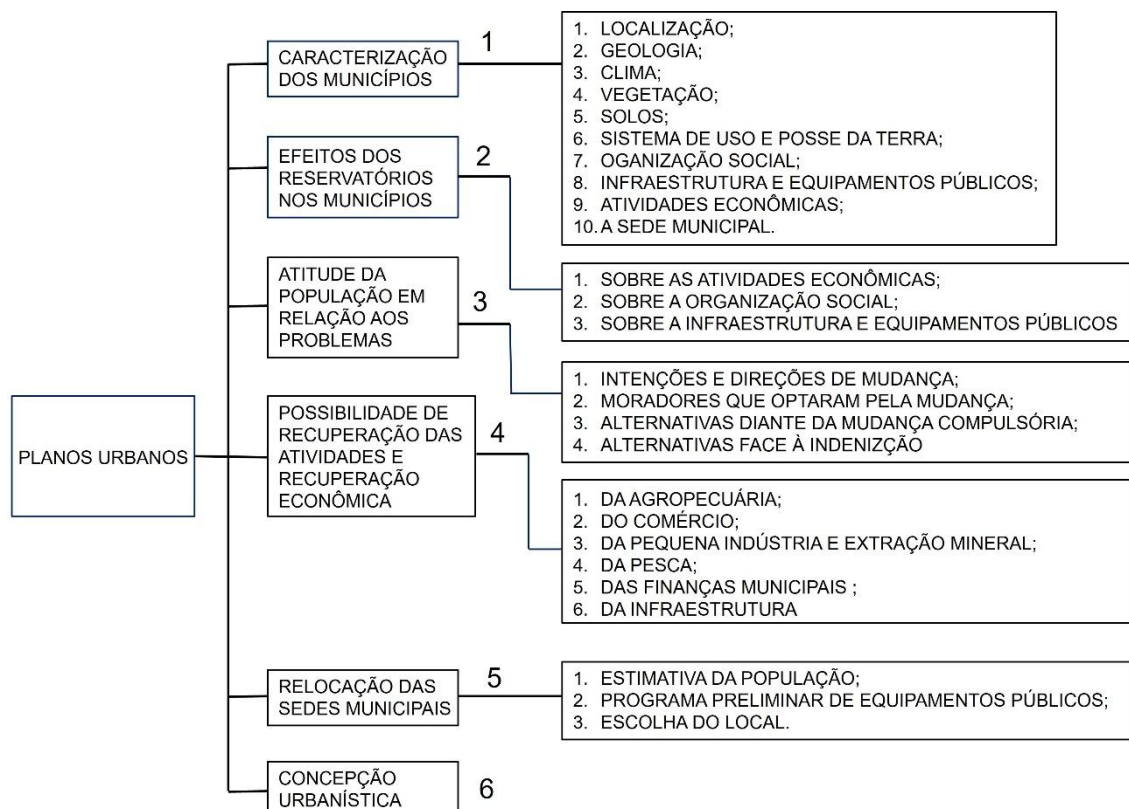 PLANOS URBANOS
CARACTERIZAÇÃO
DOS MUNICÍPIOS
1
1. LOCALIZAÇÃO;
2. GEOLOGIA;
3. CLIMA;
4. VEGETAÇÃO;
5. SOLOS;
6. SISTEMA DE USO E POSSE DA TERRA;
7. OGANIZAÇÃO SOCIAL;
8. INFRAESTRUTURA E EQUIPAMENTOS PÚBLICOS;
9. ATIVIDADES ECONÔMICAS;
10. A SEDE MUNICIPAL.
EFEITOS DOS
RESERVATÓRIOS
NOS MUNICÍPIOS
2
1. SOBRE AS ATIVIDADES ECONÔMICAS;
2. SOBRE A ORGANIZAÇÃO SOCIAL;
3. SOBRE A INFRAESTRUTURA E EQUIPAMENTOS PÚBLICOS
ATITUDE DA
POPULAÇÃO EM
RELAÇÃO AOS
PROBLEMAS
3
1. INTENÇÕES E DIREÇÕES DE MUDANÇA;
2. MORADORES QUE OPTARAM PELA MUDANÇA;
3. ALTERNATIVAS DIANTE DA MUDANÇA COMPULSÓRIA;
4. ALTERNATIVAS FACE À INDENIZÇÃO
POSSIBILIDADE DE
RECUPERAÇÃO DAS
ATIVIDADES E
RECUPERAÇÃO
ECONÔMICA
4
1. DA AGROPECUÁRIA;
2. DO COMÉRCIO;
3. DA PEQUENA INDÚSTRIA E EXTRAÇÃO MINERAL;
4. DA PESCA;
5. DAS FINANÇAS MUNICIPAIS ;
6. DA INFRAESTRUTURA
RELOCAÇÃO DAS
SEDES MUNICIPAIS
5
1. ESTIMATIVA DA POPULAÇÃO;
2. PROGRAMA PRELIMINAR DE EQUIPAMENTOS PÚBLICOS;
3. ESCOLHA DO LOCAL.
CONCEPÇÃO
URBANÍSTICA
6